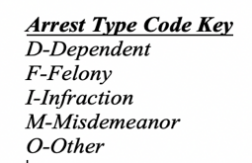 Arrest Type Code Key
D-Dependent
F-Felony
I-Infraction
M-Misdemeanor
O-Other